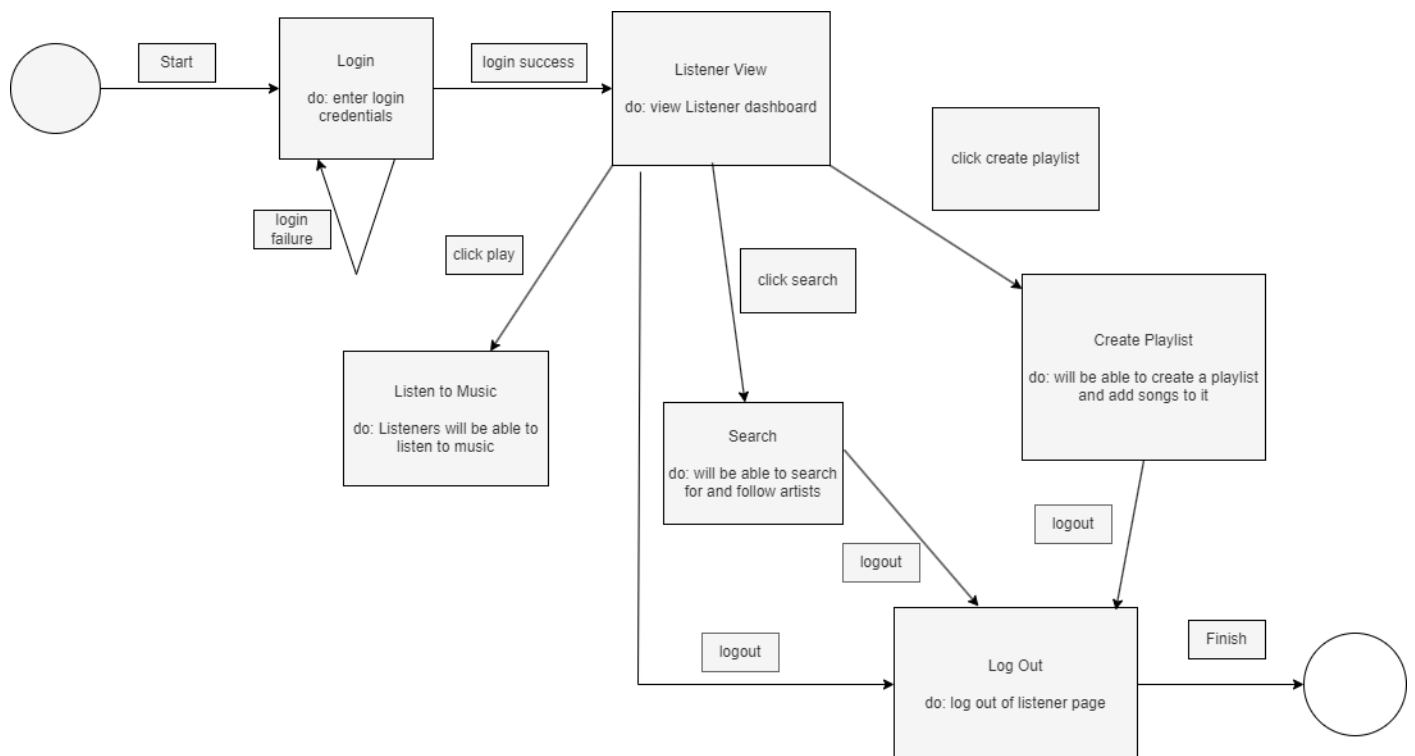 Start
Login
do: enter login
credentials
login success
Listener View
do: view Listener dashboard
click create playlist
login
failure
click play
click search
Create Playlist
do: will be able to create a playlist
and add songs to it
Listen to Music
do: Listeners will be able to
listen to music
Search
do: will be able to search
for and follow artists
logout
logout
logout
Finish
Log Out
do: log out of listener page